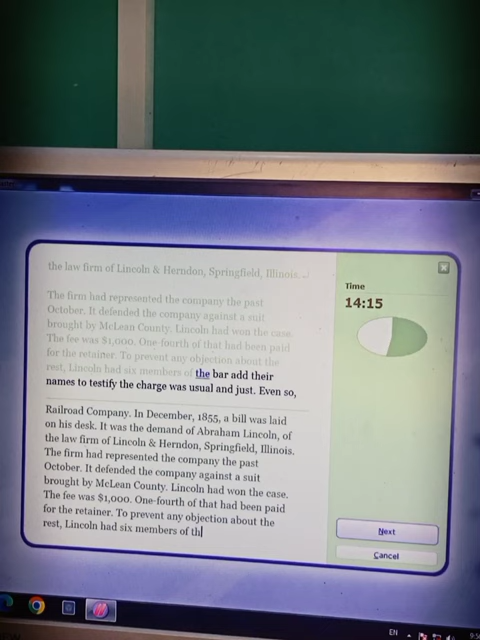 the law firm of Lincoln & Herndon, Springfield, Illinois.
The firm had represented the company the past
October. It defended the company against a suit
brought by McLean County. Lincoln had won the case.
The fee was $1,000. One-fourth of that had been paid
for the retainer. To prevent any objection about the
rest, Lincoln had six members of the bar add their
names to testify the charge was usual and just. Even so,
Railroad Company. In December, 1855, a bill was laid
on his desk. It was the demand of Abraham Lincoln, of
the law firm of Lincoln & Herndon, Springfield, Illinois.
The firm had represented the company the past
October. It defended the company against a suit
brought by McLean County. Lincoln had won the case.
The fee was $1,000. One-fourth of that had been paid
for the retainer. To prevent any objection about the
rest, Lincoln had six members of th
Time
14:15
Next
Cancel
EN